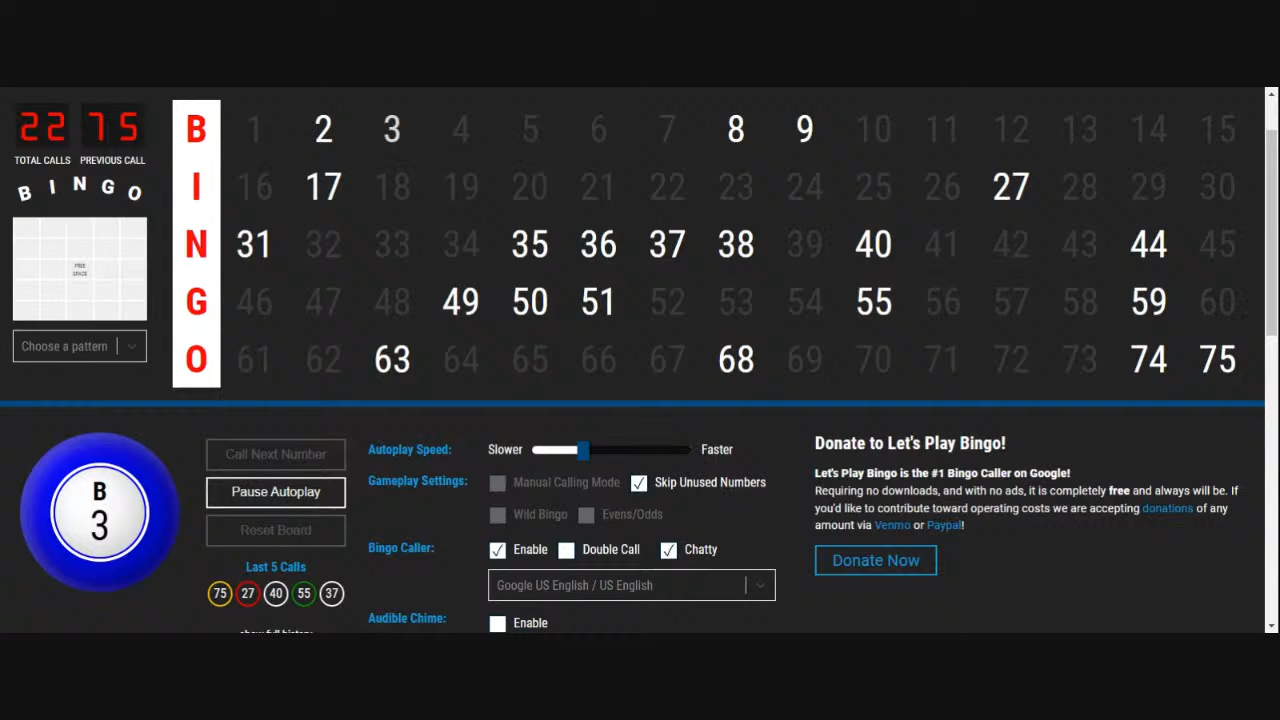 22 75
TOTAL CALLS PREVIOUS CALL
BINGO
FREE
SPACE
Choose a pattern
B 1 2 3 4 5 6 7 8 9 10 11 12 13 14 15
I 16 17 18 19 20 21 22 23 24 25 26 27 28 29 30
N 31 32 33 34 35 36 37 38 39 40 41 42 43 44 45
G 46 47 48 49 50 51 52 53 54 55 56 57 58 59 60
O 61 62 63 64 65 66 67 68 69 70 71 72 73 74 75
B
3
Call Next Number
Pause Autoplay
Reset Board
Last 5 Calls
75 27 40 55 37
show full history
Autoplay Speed: Slower Faster
Gameplay Settings: Manual Calling Mode Skip Unused Numbers
Wild Bingo Evens/Odds
Bingo Caller: Enable Double Call Chatty
Google US English / US English
Audible Chime: Enable
Donate to Let's Play Bingo!
Let's Play Bingo is the #1 Bingo Caller on Google!
Requiring no downloads, and with no ads, it is completely free and always will be. If
you'd like to contribute toward operating costs we are accepting donations of any
amount via Venmo or Paypal!
Donate Now